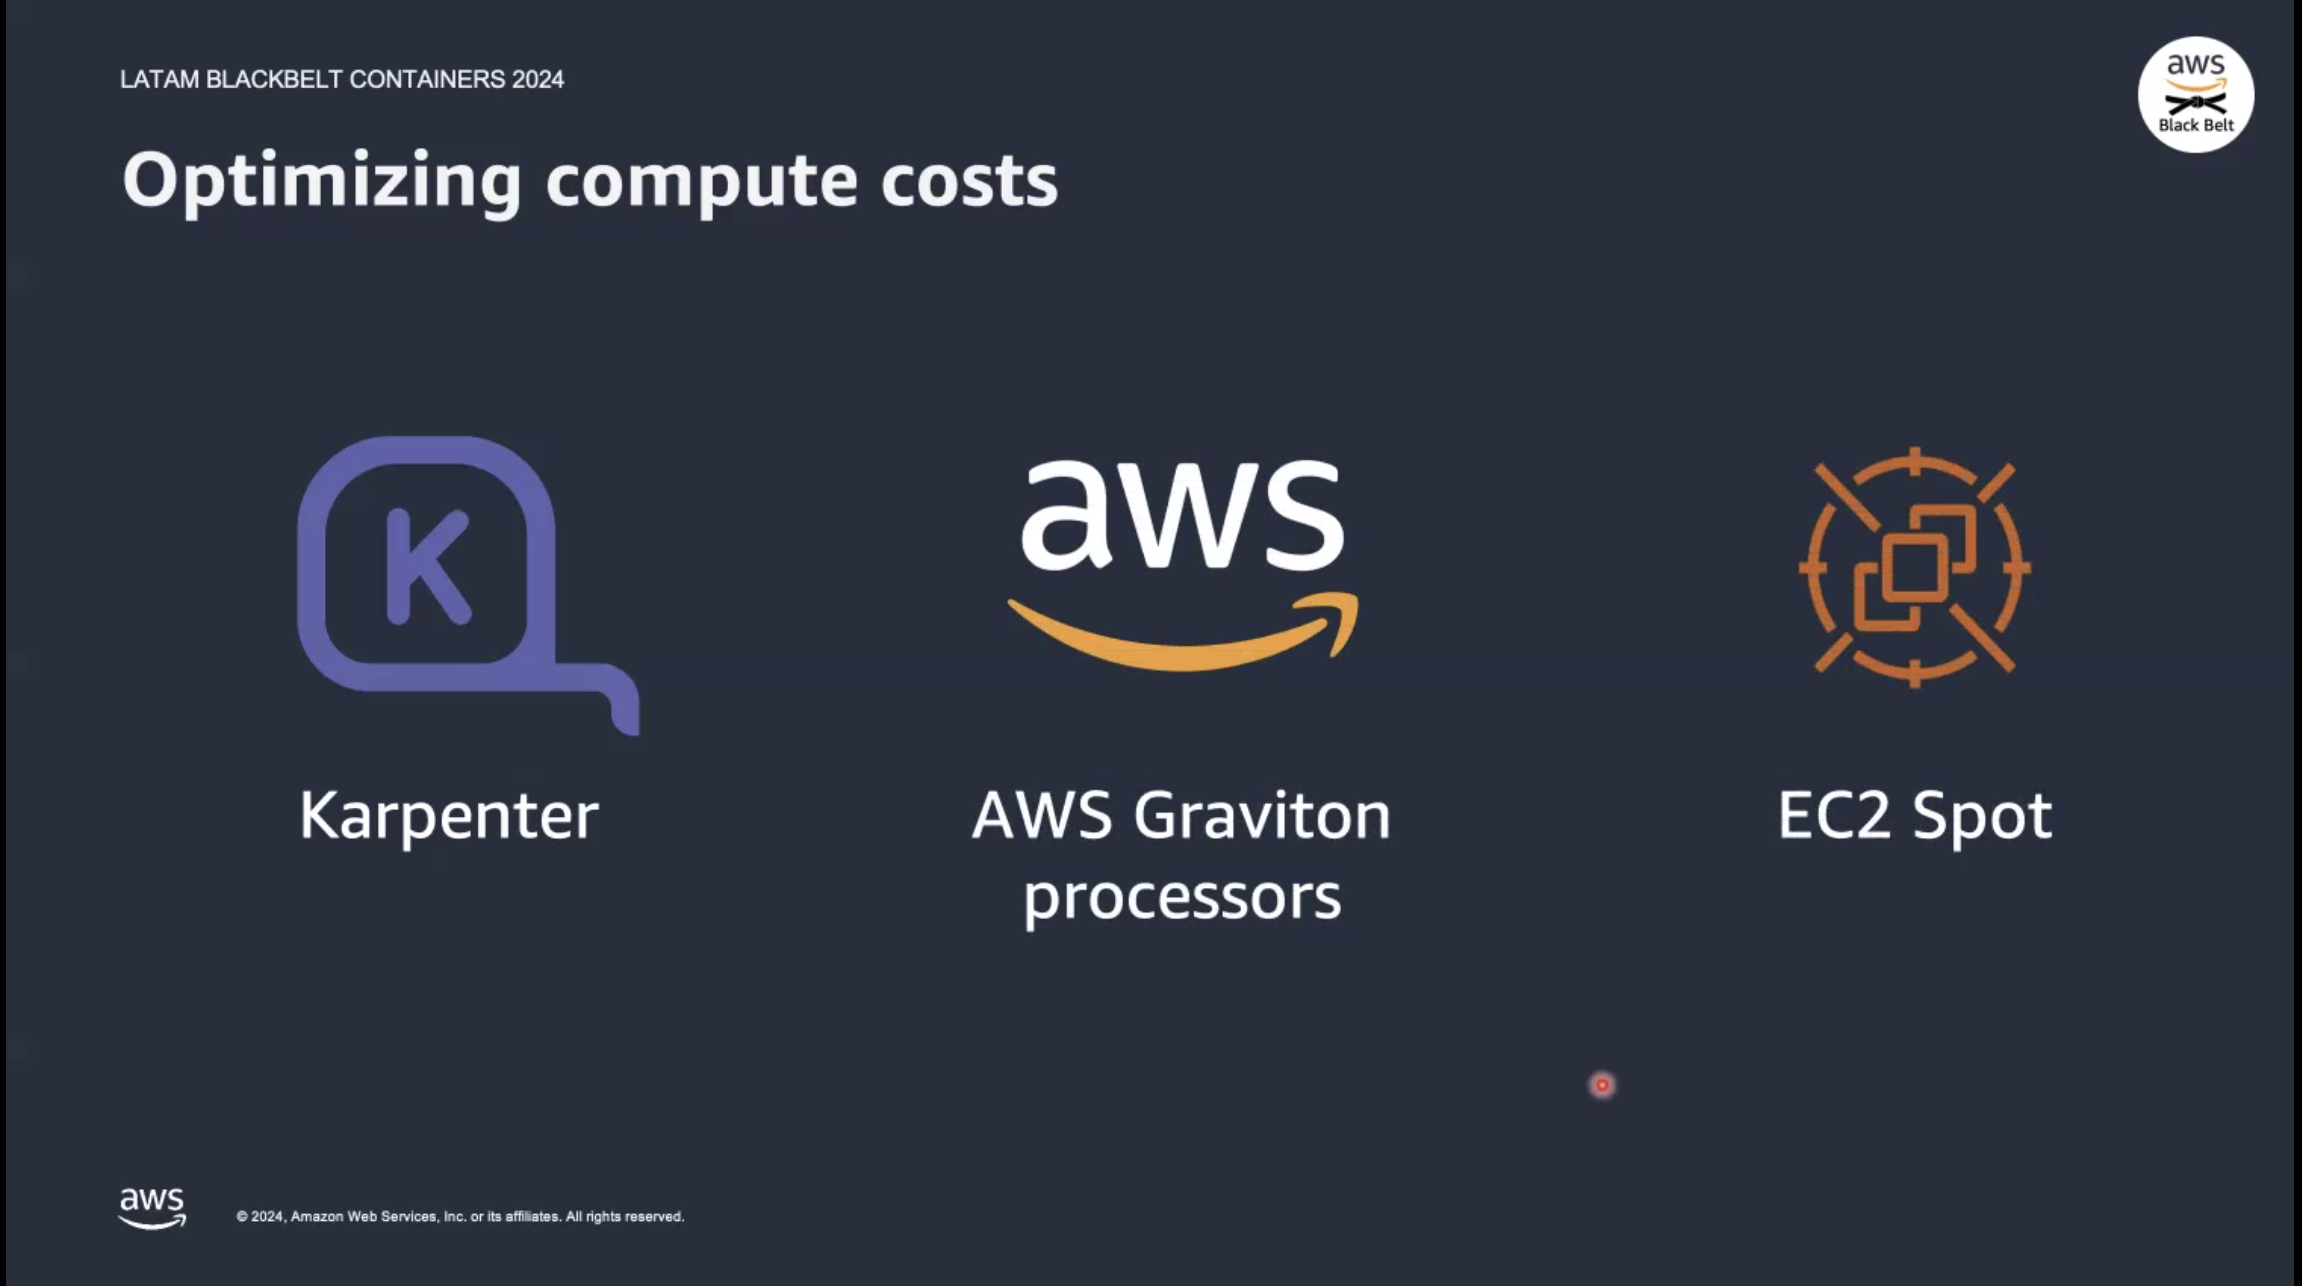 LATAM BLACKBELT CONTAINERS 2024
aws
Black Belt
Optimizing compute costs
K
aws
Karpenter
AWS Graviton
processors
EC2 Spot
aws
© 2024, Amazon Web Services, Inc. or its affiliates. All rights reserved.